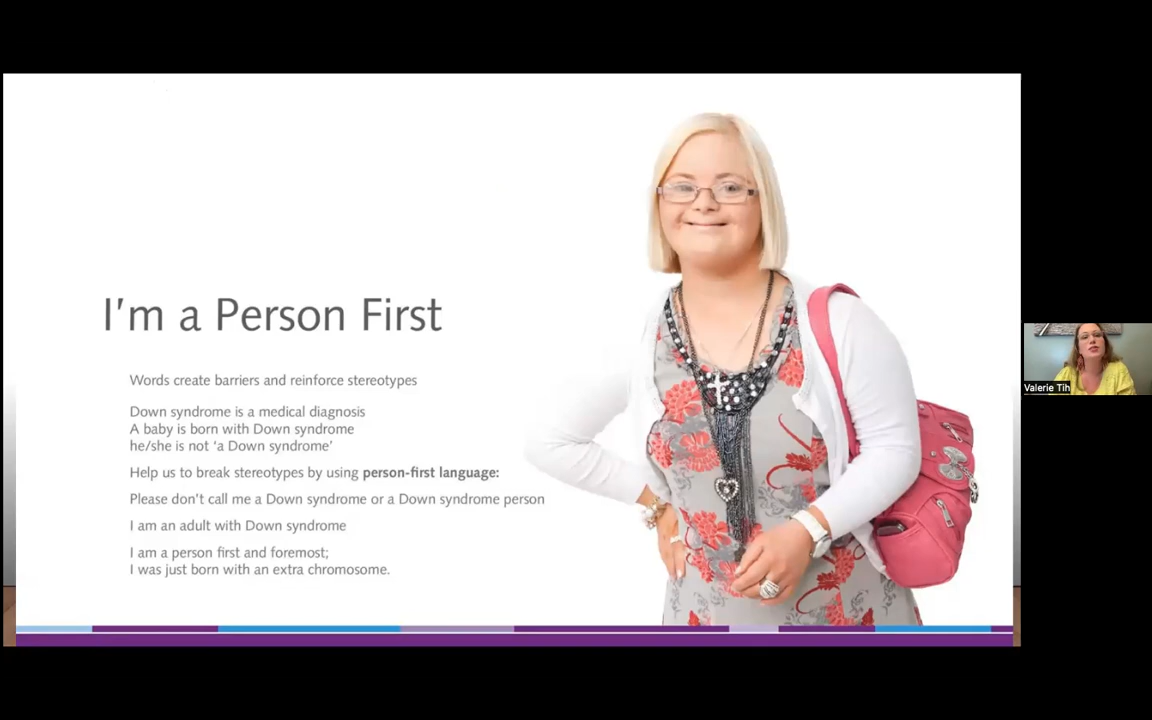 I'm a Person First
Words create barriers and reinforce stereotypes
Down syndrome is a medical diagnosis
A baby is born with Down syndrome
he/she is not ‘a Down syndrome’
Help us to break stereotypes by using person-first language:
Please don't call me a Down syndrome or a Down syndrome person
I am an adult with Down syndrome
I am a person first and foremost;
I was just born with an extra chromosome.
Valerie Tih